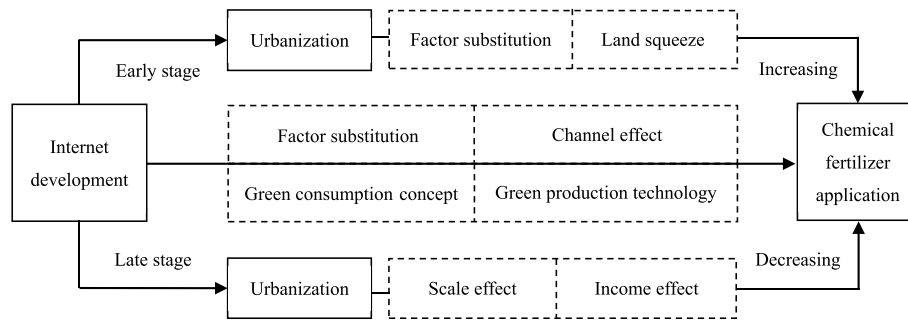 Urbanization
Factor substitution
Land squeeze
Early stage
Increasing
Internet
development
Factor substitution
Channel effect
Green consumption concept
Green production technology
Chemical
fertilizer
application
Late stage
Decreasing
Urbanization
Scale effect
Income effect